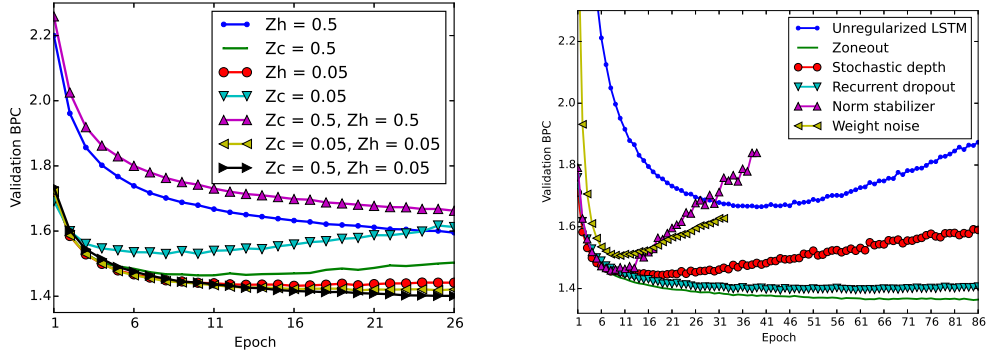 2.2
2.0
1.8
1.6
1.4
Validation BPC
1 6 11 16 21 26
Epoch
Zh = 0.5
Zc = 0.5
Zh = 0.05
Zc = 0.05
Zc = 0.5, Zh = 0.5
Zc = 0.05, Zh = 0.05
Zc = 0.5, Zh = 0.05
2.2
2.0
1.8
1.6
1.4
Validation BPC
1 6 11 16 21 26 31 36 41 46 51 56 61 66 71 76 81 86
Epoch
Unregularized LSTM
Zoneout
Stochastic depth
Recurrent dropout
Norm stabilizer
Weight noise